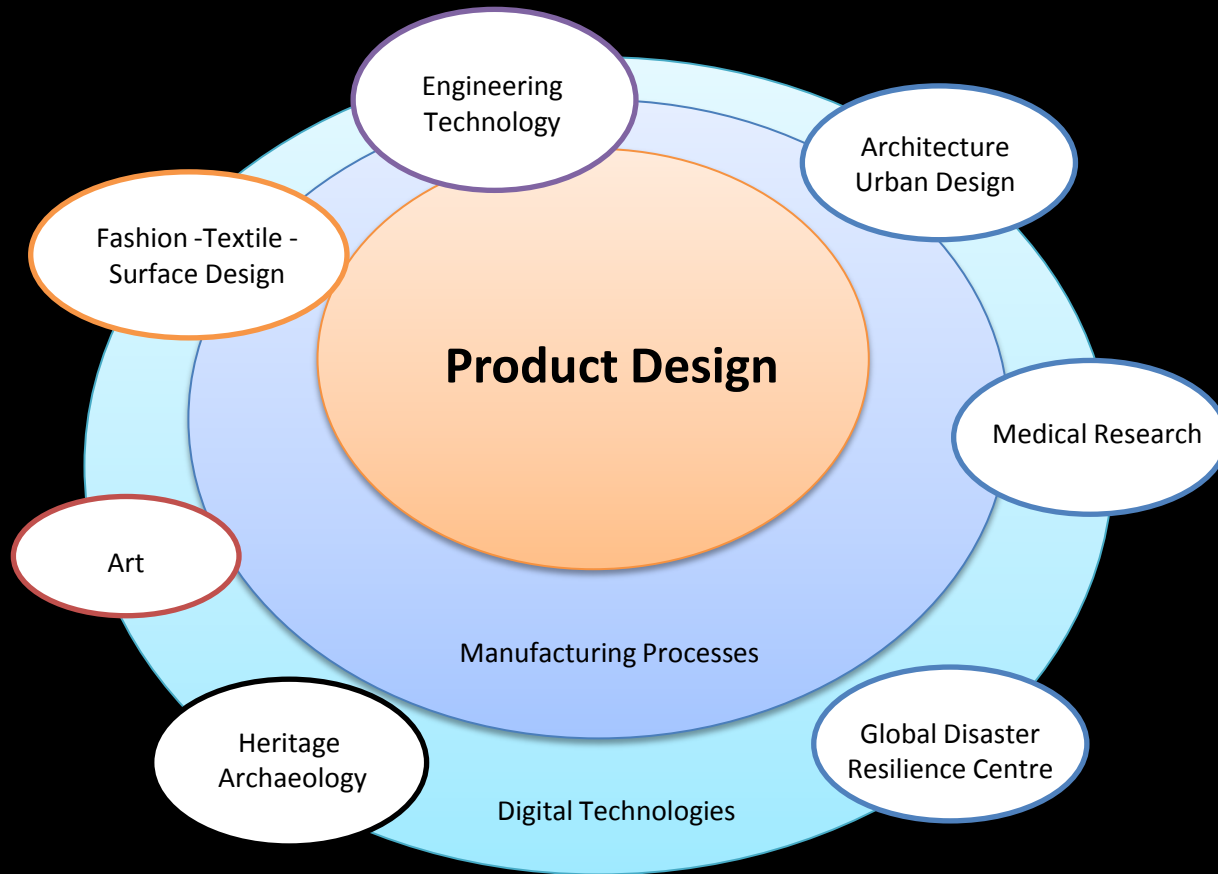 Engineering
Technology
Architecture
Urban Design
Fashion -Textile -
Surface Design
Product Design
Medical Research
Art
Manufacturing Processes
Heritage
Archaeology
Global Disaster
Resilience Centre
Digital Technologies